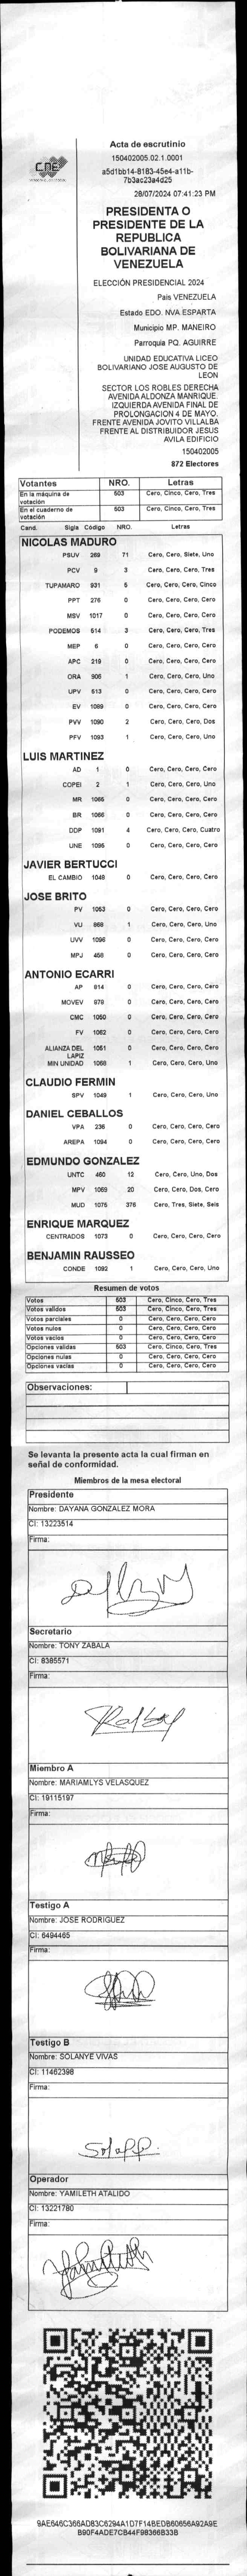 CNE
Acta de escrutinio
150402005.02.1.0001
a5d1bb14-8183-45e4-a11b-
7b3ac23a4d25
28/07/2024 07:41:23 PM
PRESIDENTA O
PRESIDENTE DE LA
REPUBLICA
BOLIVARIANA DE
VENEZUELA
ELECCIÓN PRESIDENCIAL 2024
País VENEZUELA
Estado EDO. NVA.ESPARTA
Municipio MP. MANEIRO
Parroquia PQ. AGUIRRE
UNIDAD EDUCATIVA LICEO
BOLIVARIANO JOSE AUGUSTO DE
LEON
SECTOR LOS ROBLES DERECHA
AVENIDA ALDONZA MANRIQUE.
IZQUIERDA AVENIDA FINAL DE
PROLONGACION 4 DE MAYO.
FRENTE AVENIDA JOVITO VILLALBA
FRENTE AL DISTRIBUIDOR JESUS
AVILA EDIFICIO
150402005
872 Electores
Votantes NRO. Letras
En la máquina de votación 503 Cero, Cinco, Cero, Tres
En el cuaderno de votación 503 Cero, Cinco, Cero, Tres
Cand. Sigla Código NRO. Letras
NICOLAS MADURO
PSUV 269 71 Cero, Cero, Siete, Uno
PCV 9 3 Cero, Cero, Cero, Tres
TUPAMARO 931 5 Cero, Cero, Cero, Cinco
PPT 276 0 Cero, Cero, Cero, Cero
MSV 1017 0 Cero, Cero, Cero, Cero
PODEMOS 514 3 Cero, Cero, Cero, Tres
MEP 6 0 Cero, Cero, Cero, Cero
APC 219 0 Cero, Cero, Cero, Cero
ORA 906 1 Cero, Cero, Cero, Uno
UPV 513 0 Cero, Cero, Cero, Cero
EV 1089 0 Cero, Cero, Cero, Cero
PVV 1090 2 Cero, Cero, Cero, Dos
PFV 1093 1 Cero, Cero, Cero, Uno
LUIS MARTINEZ
AD 1 0 Cero, Cero, Cero, Cero
COPEI 2 1 Cero, Cero, Cero, Uno
MR 1065 0 Cero, Cero, Cero, Cero
BR 1066 0 Cero, Cero, Cero, Cero
DDP 1091 4 Cero, Cero, Cero, Cuatro
UNE 1095 0 Cero, Cero, Cero, Cero
JAVIER BERTUCCI
EL CAMBIO 1048 0 Cero, Cero, Cero, Cero
JOSE BRITO
PV 1053 0 Cero, Cero, Cero, Cero
VU 868 1 Cero, Cero, Cero, Uno
UVV 1096 0 Cero, Cero, Cero, Cero
MPJ 458 0 Cero, Cero, Cero, Cero
ANTONIO ECARRI
AP 814 0 Cero, Cero, Cero, Cero
MOVEV 979 0 Cero, Cero, Cero, Cero
CMC 1050 0 Cero, Cero, Cero, Cero
FV 1062 0 Cero, Cero, Cero, Cero
ALIANZA DEL LAPIZ 1051 0 Cero, Cero, Cero, Cero
MIN UNIDAD 1068 1 Cero, Cero, Cero, Uno
CLAUDIO FERMIN
SPV 1049 1 Cero, Cero, Cero, Uno
DANIEL CEBALLOS
VPA 236 0 Cero, Cero, Cero, Cero
AREPA 1094 0 Cero, Cero, Cero, Cero
EDMUNDO GONZALEZ
UNTC 460 12 Cero, Cero, Uno, Dos
MPV 1069 20 Cero, Cero, Dos, Cero
MUD 1075 376 Cero, Tres, Siete, Seis
ENRIQUE MARQUEZ
CENTRADOS 1073 0 Cero, Cero, Cero, Cero
BENJAMIN RAUSSEO
CONDE 1092 1 Cero, Cero, Cero, Uno
Resumen de votos
Votos 503 Cero, Cinco, Cero, Tres
Votos validos 503 Cero, Cinco, Cero, Tres
Votos parciales 0 Cero, Cero, Cero, Cero
Votos nulos 0 Cero, Cero, Cero, Cero
Votos vacios 0 Cero, Cero, Cero, Cero
Opciones validas 503 Cero, Cinco, Cero, Tres
Opciones nulas 0 Cero, Cero, Cero, Cero
Opciones vacias 0 Cero, Cero, Cero, Cero
Observaciones:
Se levanta la presente acta la cual firman en
señal de conformidad.
Miembros de la mesa electoral
Presidente
Nombre: DAYANA GONZALEZ MORA
CI: 13223514
Firma:
Secretario
Nombre: TONY ZABALA
CI: 8385571
Firma:
Miembro A
Nombre: MARIAMLYS VELASQUEZ
CI: 19115197
Firma:
Testigo A
Nombre: JOSE RODRIGUEZ
CI: 6494465
Firma:
Testigo B
Nombre: SOLANYE VIVAS
CI: 11462398
Firma:
Operador
Nombre: YAMILETH ATALIDO
CI: 13221780
Firma:
9AE646C366AD83C6294A1D7F14BEDB60656A92A9E
B90F4ADE7CB44F98366B33B